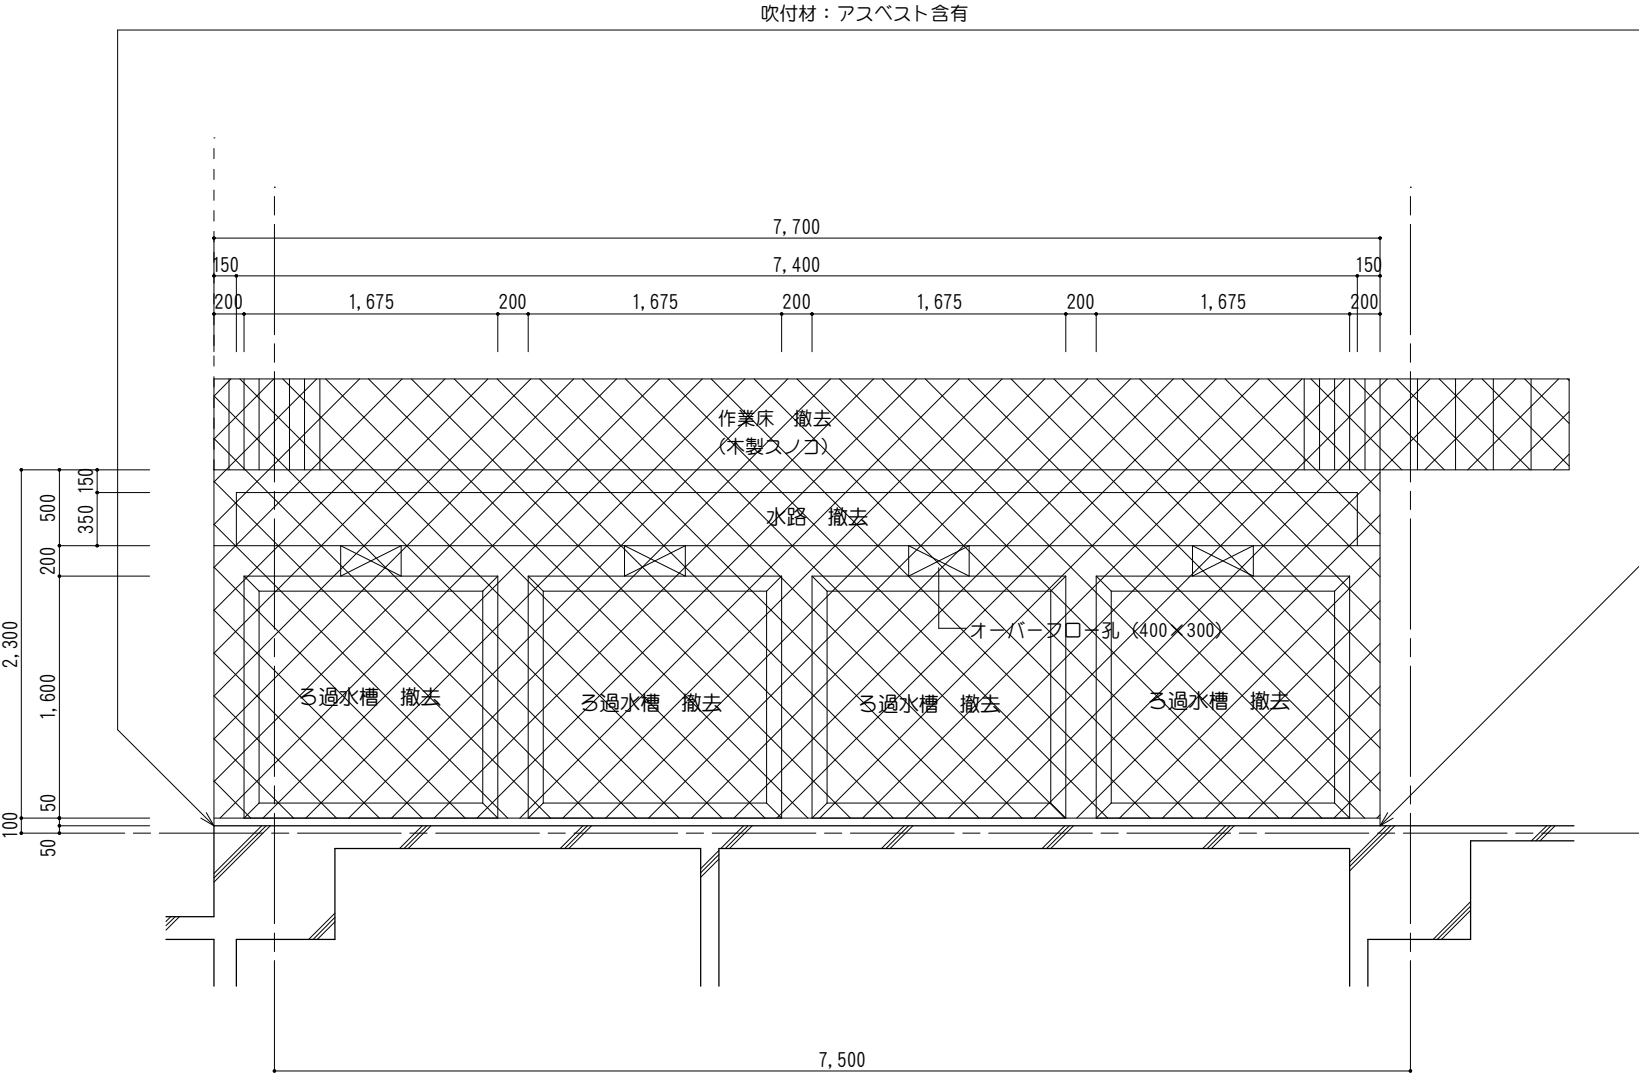 吹付材：アスベスト含有
7,700
150
7,400
150
200
1,675
200
1,675
200
1,675
200
1,675
200
作業床　撤去
(木製スノコ)
水路　撤去
オーバーフロー孔 (400×300)
ろ過水槽　撤去
ろ過水槽　撤去
ろ過水槽　撤去
ろ過水槽　撤去
150
350
500
200
1,600
50
50
2,300
100
7,500